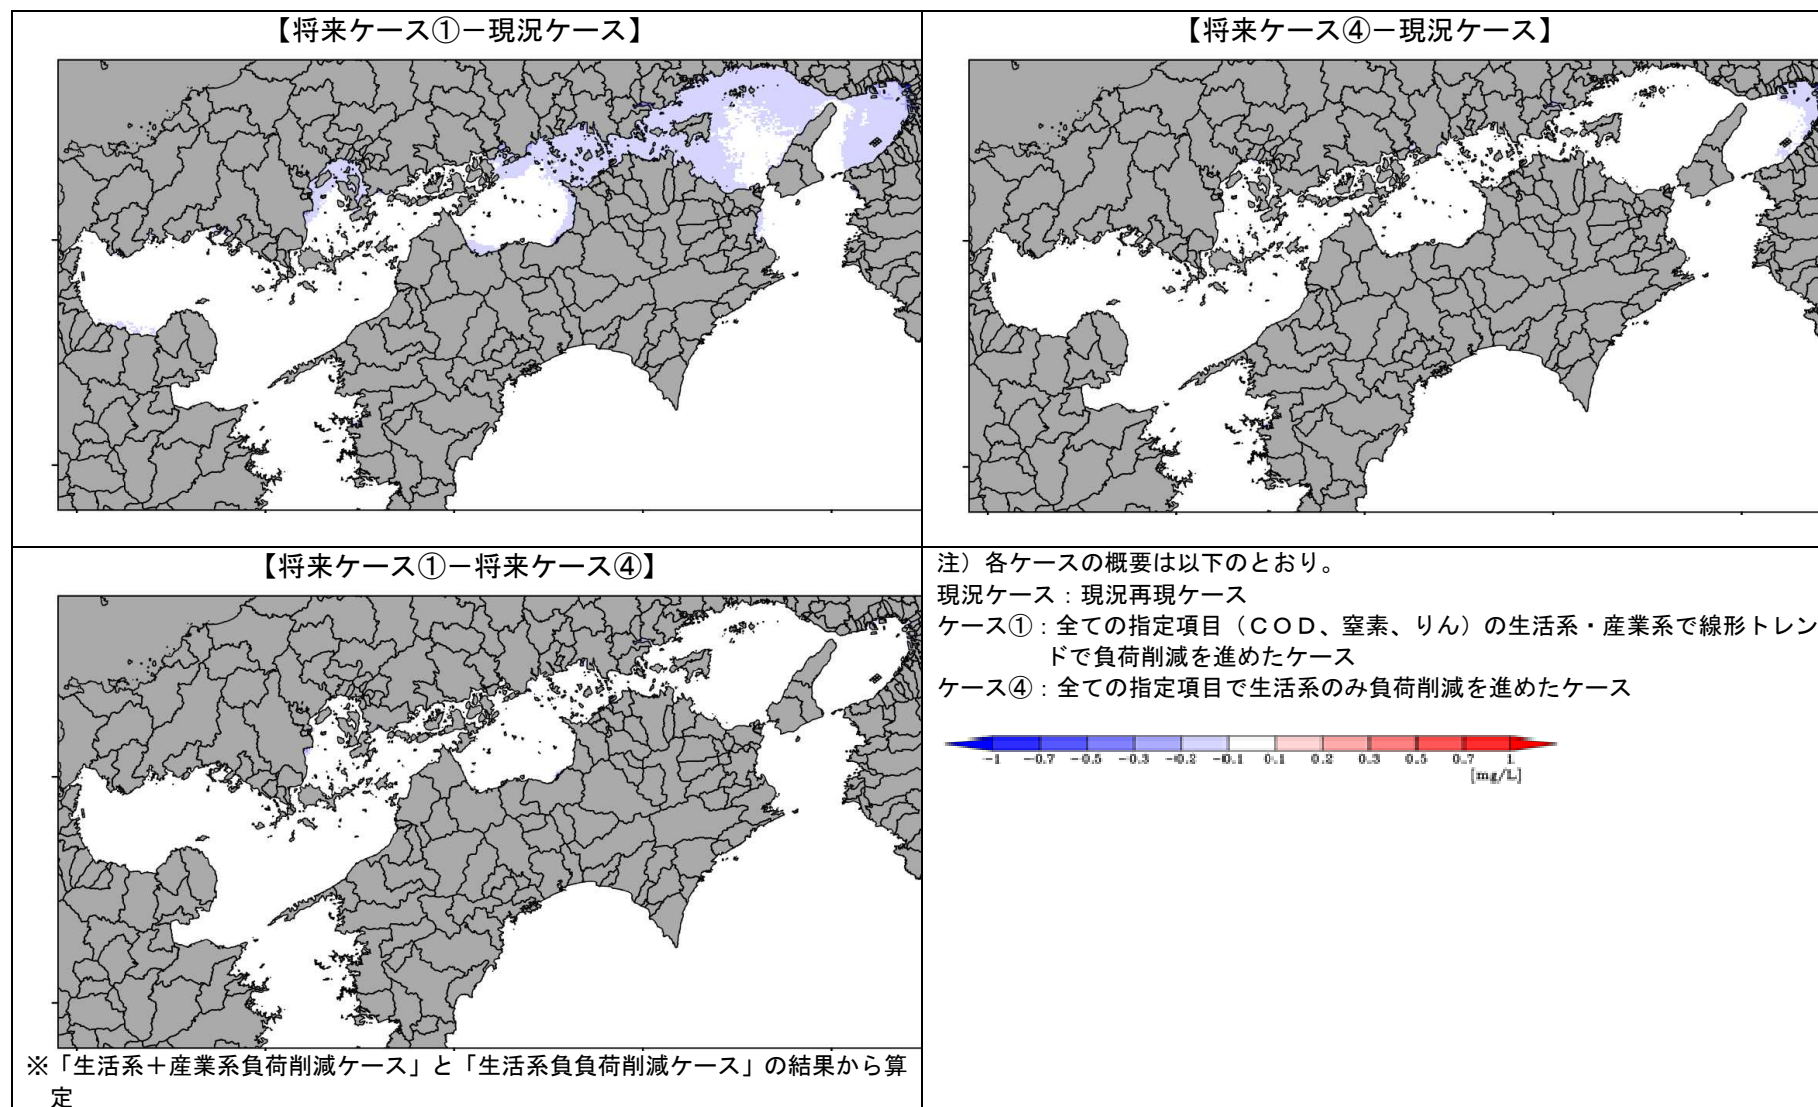 【将来ケース①－現況ケース】
【将来ケース④－現況ケース】
【将来ケース①－将来ケース④】
※「生活系＋産業系負荷削減ケース」と「生活系負負荷削減ケース」の結果から算
定
注）各ケースの概要は以下のとおり。
現況ケース：現況再現ケース
ケース①：全ての指定項目（ＣＯＤ、窒素、りん）の生活系・産業系で線形トレン
ドで負荷削減を進めたケース
ケース④：全ての指定項目で生活系のみ負荷削減を進めたケース
-1 -0.7 -0.5 -0.3 -0.2 -0.1 0.1 0.2 0.3 0.5 0.7 1
[mg/L]